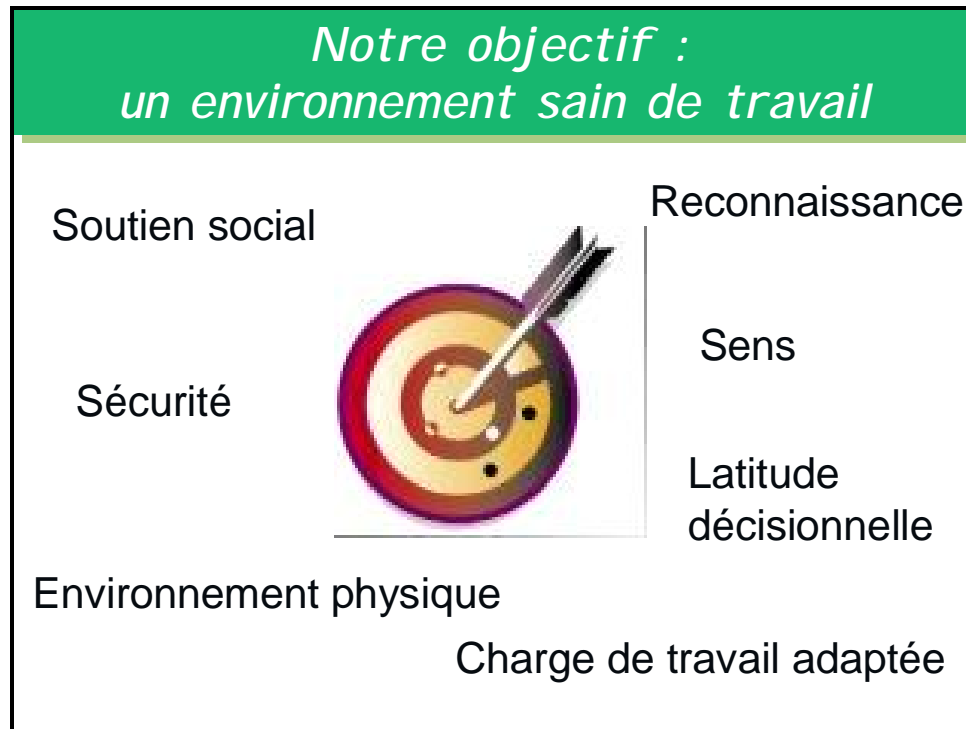 Notre objectif :
un environnement sain de travail
Soutien social
Reconnaissance
Sens
Sécurité
Latitude
décisionnelle
Environnement physique
Charge de travail adaptée